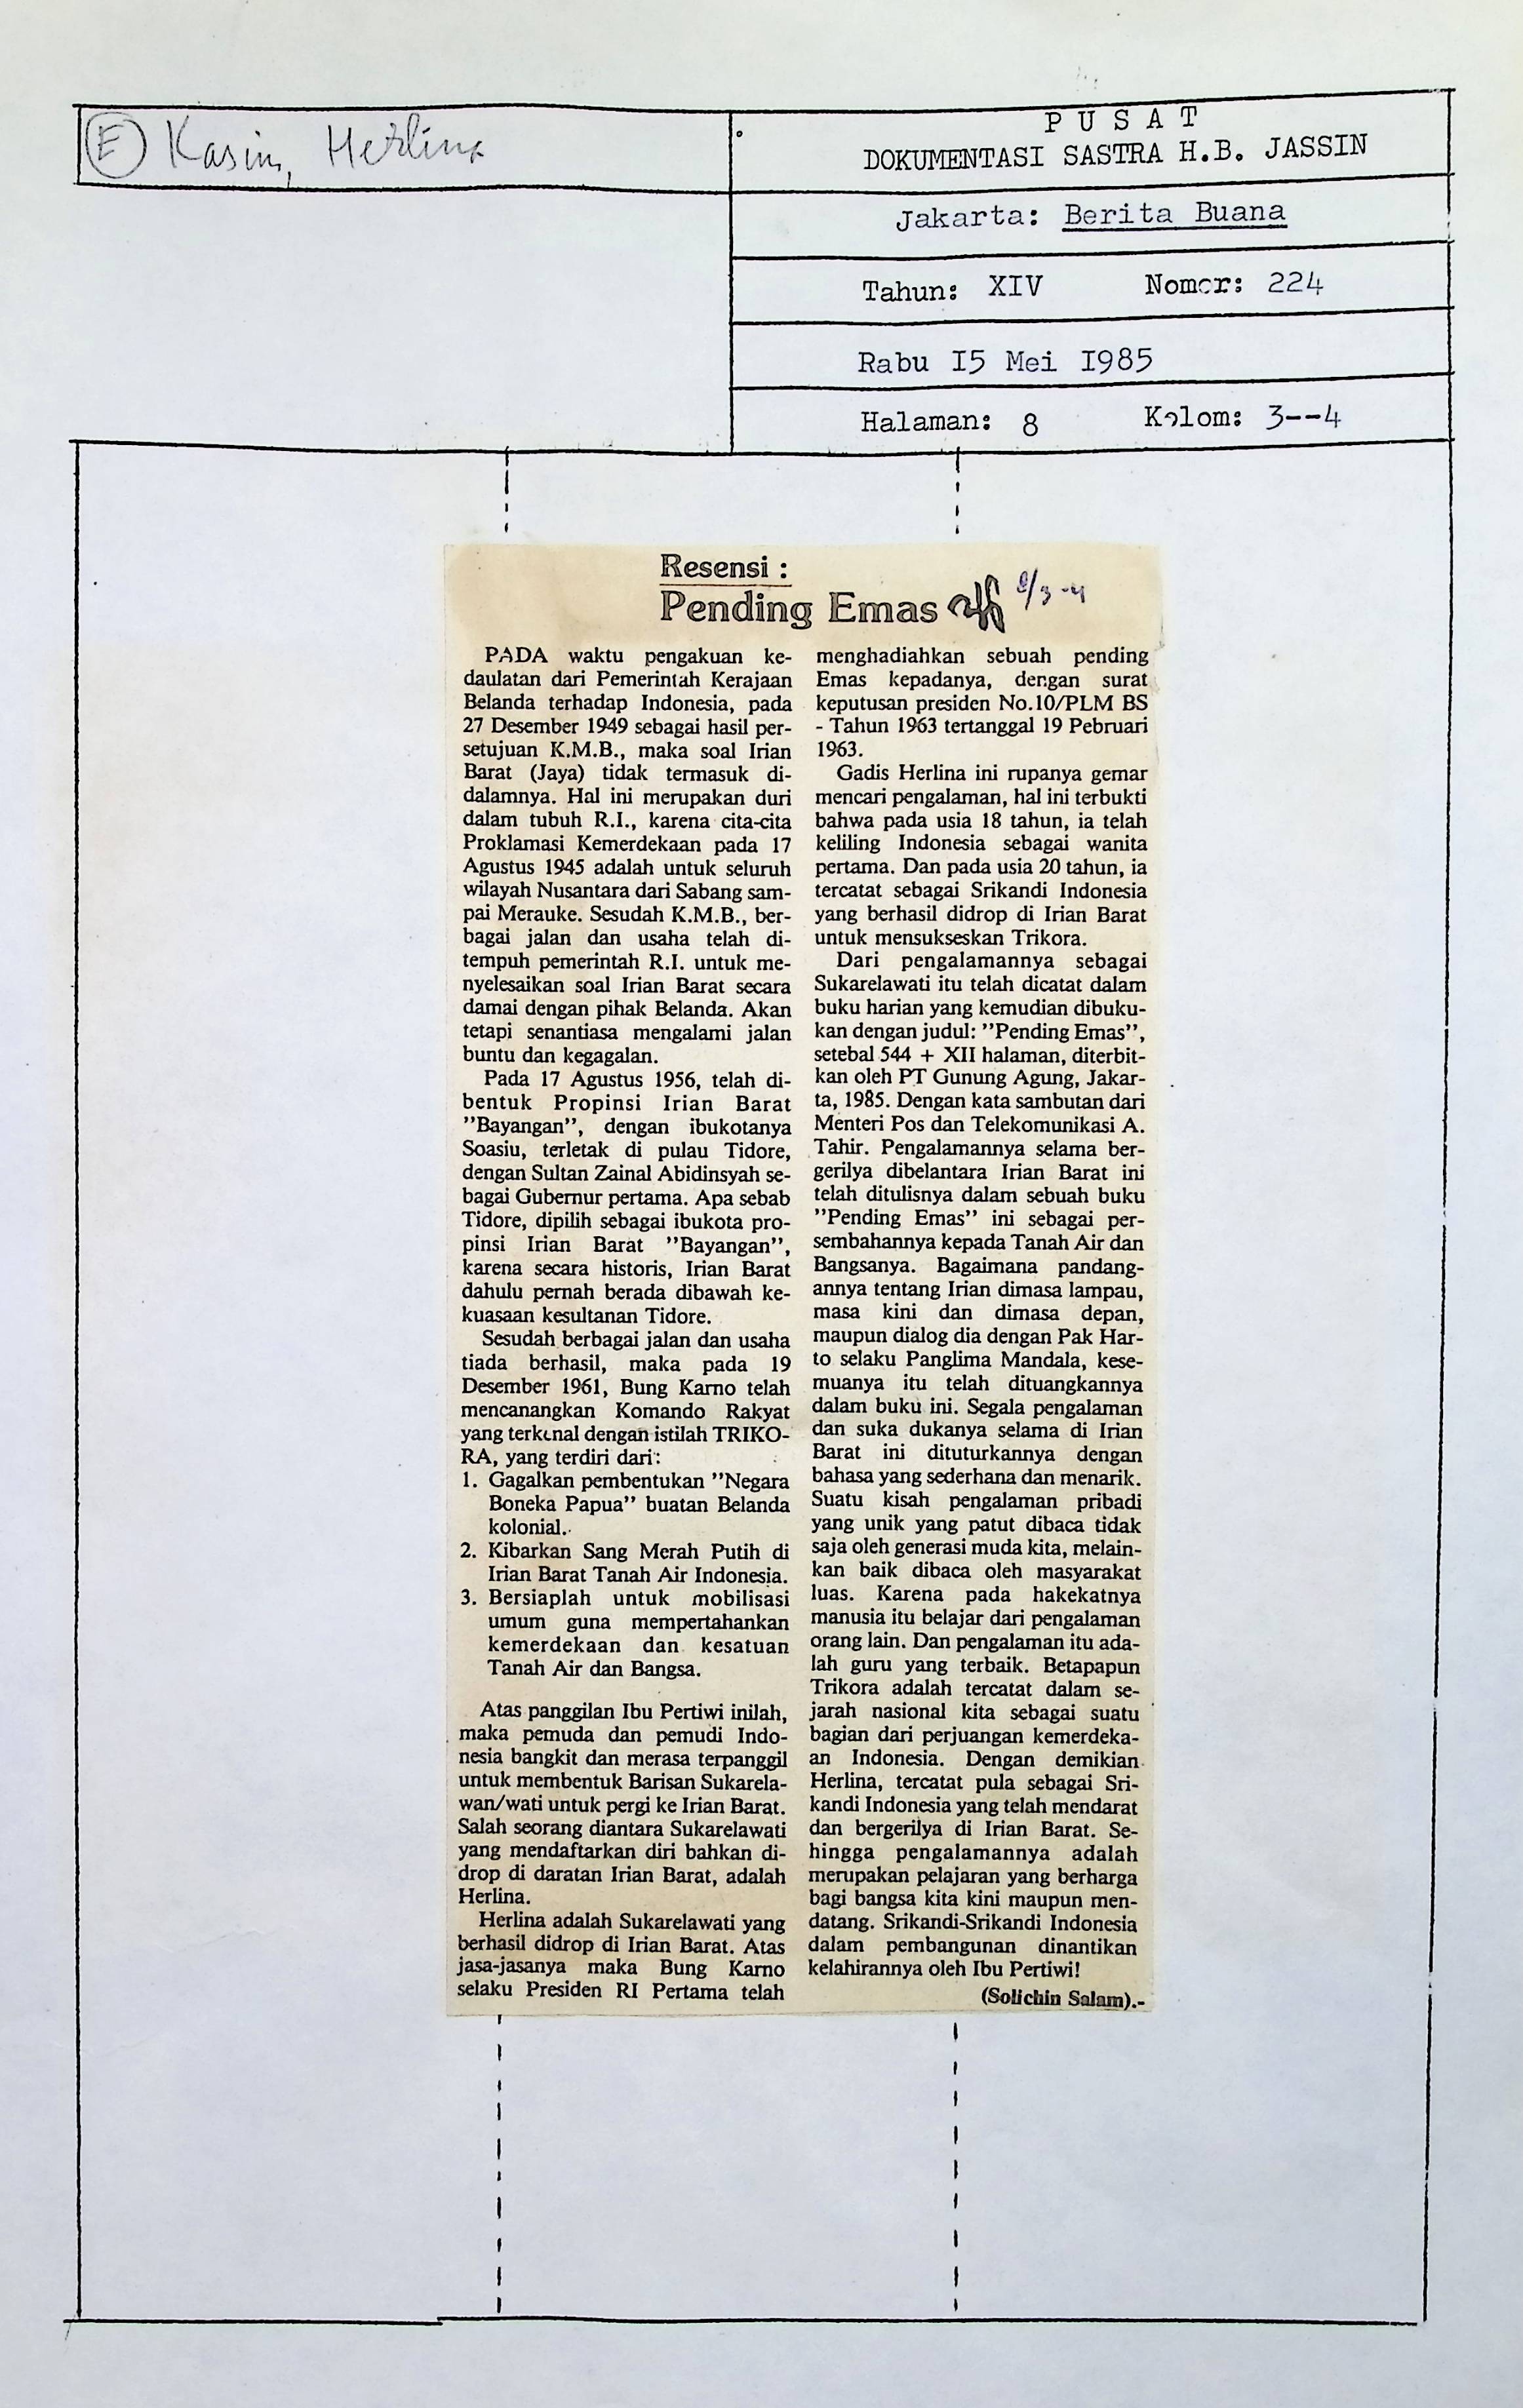 E Kasim, Herlina
P U S A T
DOKUMENTASI SASTRA H.B. JASSIN
Jakarta: Berita Buana
Tahun: XIV Nomor: 224
Rabu I5 Mei I985
Halaman: 8 Kolom: 3--4
Resensi :
Pending Emas
8/3-4
PADA waktu pengakuan ke-
daulatan dari Pemerintah Kerajaan
Belanda terhadap Indonesia, pada
27 Desember 1949 sebagai hasil per-
setujuan K.M.B., maka soal Irian
Barat (Jaya) tidak termasuk di-
dalamnya. Hal ini merupakan duri
dalam tubuh R.I., karena cita-cita
Proklamasi Kemerdekaan pada 17
Agustus 1945 adalah untuk seluruh
wilayah Nusantara dari Sabang sam-
pai Merauke. Sesudah K.M.B., ber-
bagai jalan dan usaha telah di-
tempuh pemerintah R.I. untuk me-
nyelesaikan soal Irian Barat secara
damai dengan pihak Belanda. Akan
tetapi senantiasa mengalami jalan
buntu dan kegagalan.
Pada 17 Agustus 1956, telah di-
bentuk Propinsi Irian Barat
"Bayangan", dengan ibukotanya
Soasiu, terletak di pulau Tidore,
dengan Sultan Zainal Abidinsyah se-
bagai Gubernur pertama. Apa sebab
Tidore, dipilih sebagai ibukota pro-
pinsi Irian Barat "Bayangan",
karena secara historis, Irian Barat
dahulu pernah berada dibawah ke-
kuasaan kesultanan Tidore.
Sesudah berbagai jalan dan usaha
tiada berhasil, maka pada 19
Desember 1961, Bung Karno telah
mencanangkan Komando Rakyat
yang terkenal dengan istilah TRIKO-
RA, yang terdiri dari:
1. Gagalkan pembentukan "Negara
Boneka Papua" buatan Belanda
kolonial.
2. Kibarkan Sang Merah Putih di
Irian Barat Tanah Air Indonesia.
3. Bersiaplah untuk mobilisasi
umum guna mempertahankan
kemerdekaan dan kesatuan
Tanah Air dan Bangsa.
Atas panggilan Ibu Pertiwi inilah,
maka pemuda dan pemudi Indo-
nesia bangkit dan merasa terpanggil
untuk membentuk Barisan Sukarela-
wan/wati untuk pergi ke Irian Barat.
Salah seorang diantara Sukarelawati
yang mendaftarkan diri bahkan di-
drop di daratan Irian Barat, adalah
Herlina.
Herlina adalah Sukarelawati yang
berhasil didrop di Irian Barat. Atas
jasa-jasanya maka Bung Karno
selaku Presiden RI Pertama telah
menghadiahkan sebuah pending
Emas kepadanya, dengan surat
keputusan presiden No.10/PLM BS
- Tahun 1963 tertanggal 19 Pebruari
1963.
Gadis Herlina ini rupanya gemar
mencari pengalaman, hal ini terbukti
bahwa pada usia 18 tahun, ia telah
keliling Indonesia sebagai wanita
pertama. Dan pada usia 20 tahun, ia
tercatat sebagai Srikandi Indonesia
yang berhasil didrop di Irian Barat
untuk mensukseskan Trikora.
Dari pengalamannya sebagai
Sukarelawati itu telah dicatat dalam
buku harian yang kemudian dibuku-
kan dengan judul: "Pending Emas",
setebal 544 + XII halaman, diterbit-
kan oleh PT Gunung Agung, Jakar-
ta, 1985. Dengan kata sambutan dari
Menteri Pos dan Telekomunikasi A.
Tahir. Pengalamannya selama ber-
gerilya dibelantara Irian Barat ini
telah ditulisnya dalam sebuah buku
"Pending Emas" ini sebagai per-
sembahannya kepada Tanah Air dan
Bangsanya. Bagaimana pandang-
annya tentang Irian dimasa lampau,
masa kini dan dimasa depan,
maupun dialog dia dengan Pak Har-
to selaku Panglima Mandala, kese-
muanya itu telah dituangkannya
dalam buku ini. Segala pengalaman
dan suka dukanya selama di Irian
Barat ini dituturkannya dengan
bahasa yang sederhana dan menarik.
Suatu kisah pengalaman pribadi
yang unik yang patut dibaca tidak
saja oleh generasi muda kita, melain-
kan baik dibaca oleh masyarakat
luas. Karena pada hakekatnya
manusia itu belajar dari pengalaman
orang lain. Dan pengalaman itu ada-
lah guru yang terbaik. Betapapun
Trikora adalah tercatat dalam se-
jarah nasional kita sebagai suatu
bagian dari perjuangan kemerdeka-
an Indonesia. Dengan demikian
Herlina, tercatat pula sebagai Sri-
kandi Indonesia yang telah mendarat
dan bergerilya di Irian Barat. Se-
hingga pengalamannya adalah
merupakan pelajaran yang berharga
bagi bangsa kita kini maupun men-
datang. Srikandi-Srikandi Indonesia
dalam pembangunan dinantikan
kelahirannya oleh Ibu Pertiwi!
(Solichin Salam).-